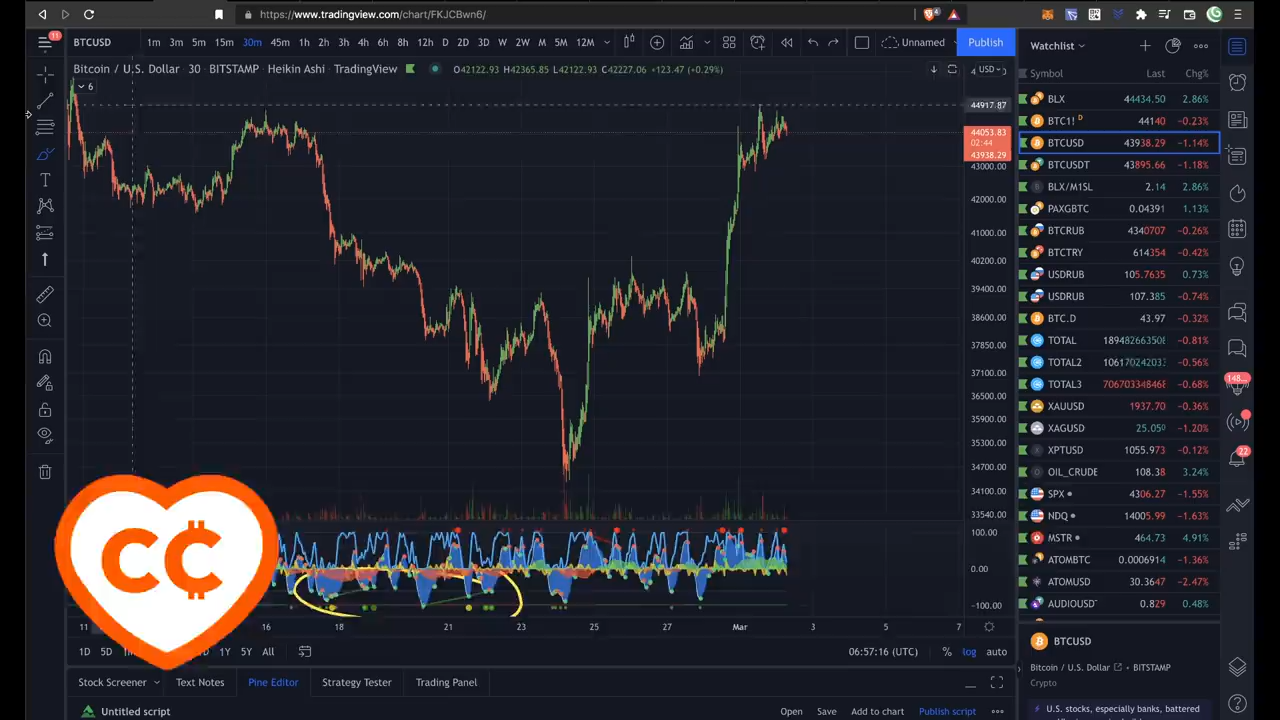 https://www.tradingview.com/chart/FKJCBwn6/
11
BTCUSD 1m 3m 5m 15m 30m 45m 1h 2h 3h 4h 6h 8h 12h D 2D 3D W 2W M 5M 12M Unnamed Publish
Watchlist
Bitcoin / U.S. Dollar 30 BITSTAMP Heikin Ashi TradingView O42122.93 H42365.85 L42122.93 C42227.06 +123.47 (+0.29%)
USD
6
Symbol Last Chg%
44917.87
44053.83
02:44
43938.29
43000.00
42000.00
41000.00
40200.00
39400.00
38600.00
37850.00
37100.00
36500.00
35900.00
35300.00
34700.00
34100.00
33540.00
100.00
0.00
-100.00
BLX 44434.50 2.86%
BTC1! D 44140 -0.23%
BTCUSD 43938.29 -1.14%
BTCUSDT 43895.66 -1.18%
BLX/M1SL 2.14 2.86%
PAXGBTC 0.04391 1.13%
BTCRUB 4340707 -0.26%
BTCTRY 614354 -0.42%
USDRUB 105.7635 0.73%
USDRUB 107.385 -0.74%
BTC.D 43.97 -0.32%
TOTAL -0.81%
TOTAL2 -0.56%
TOTAL3 -0.68%
XAUUSD 1937.70 -0.36%
XAGUSD 25.05 -1.20%
XPTUSD 1055.972 -0.13%
OIL_CRUDE 108.38 3.24%
SPX 4306.27 -1.55%
NDQ 14005.99 -1.63%
MSTR 464.73 4.91%
ATOMBTC 0.0006914 -1.36%
ATOMUSD 30.3647 -2.47%
AUDIOUSDT 0.829 0.48%
148...
22
CC
11 16 18 21 23 25 27 Mar 3 5 7
1D 5D 1Y 5Y All
06:57:16 (UTC) % log auto
Stock Screener Text Notes Pine Editor Strategy Tester Trading Panel
Untitled script Open Save Add to chart Publish script
BTCUSD
Bitcoin / U.S. Dollar • BITSTAMP
Crypto
U.S. stocks, especially banks, battered